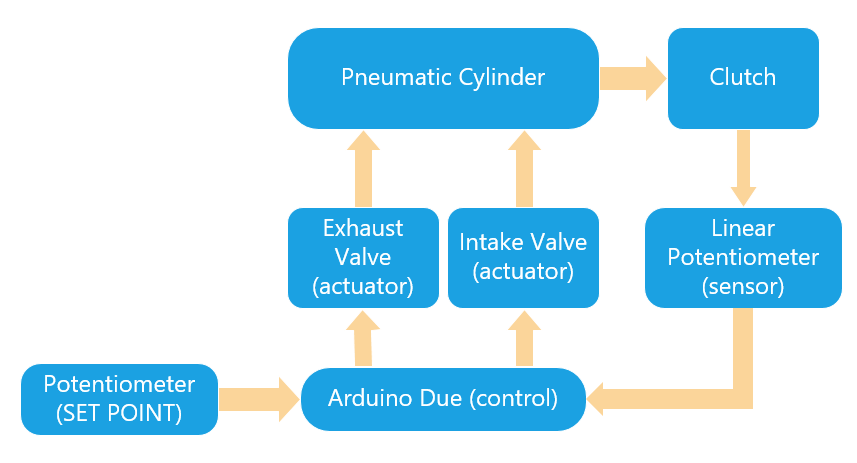 Pneumatic Cylinder
Clutch
Exhaust
Valve
(actuator)
Intake Valve
(actuator)
Linear
Potentiometer
(sensor)
Potentiometer
(SET POINT)
Arduino Due (control)